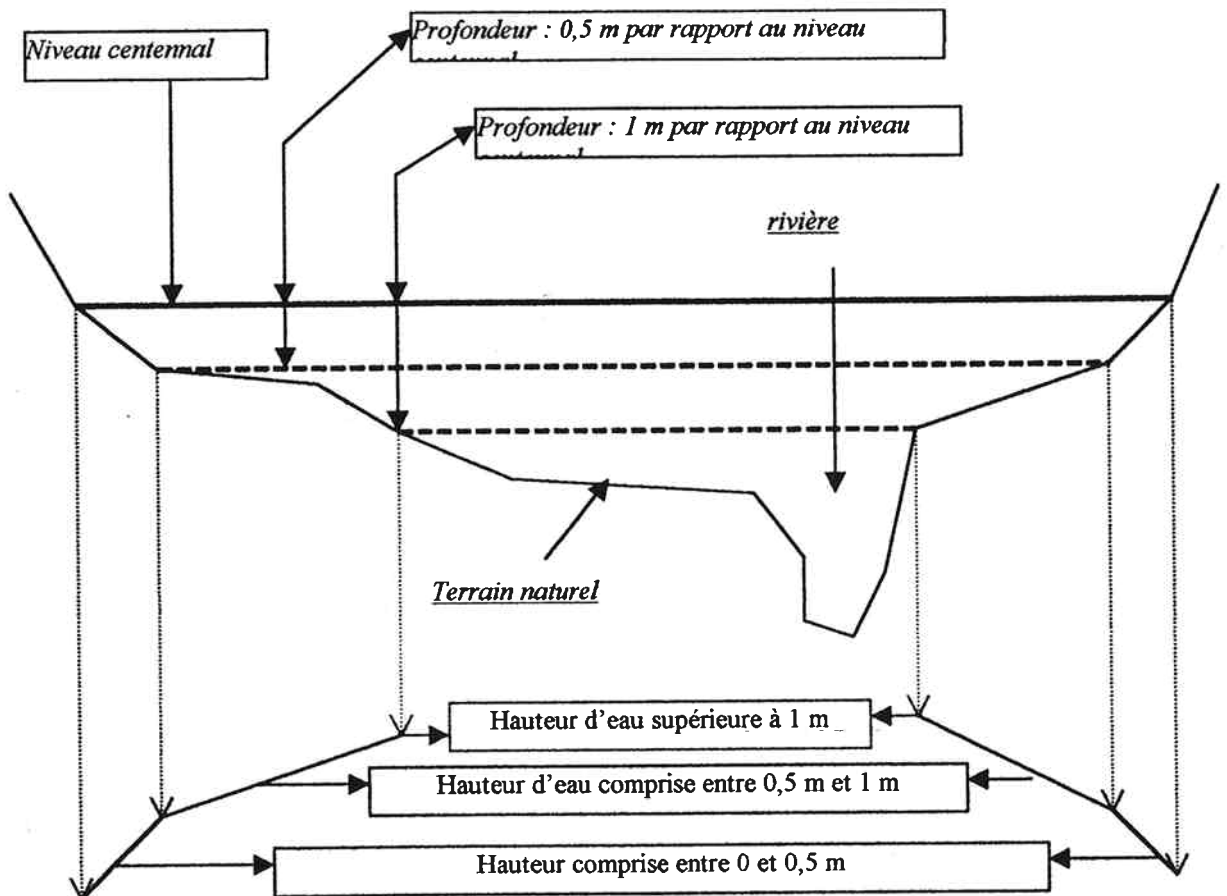 Profondeur : 0,5 m par rapport au niveau
Niveau centennal
Profondeur : 1 m par rapport au niveau
rivière
Terrain naturel
Hauteur d'eau supérieure à 1 m
Hauteur d'eau comprise entre 0,5 m et 1 m
Hauteur comprise entre 0 et 0,5 m